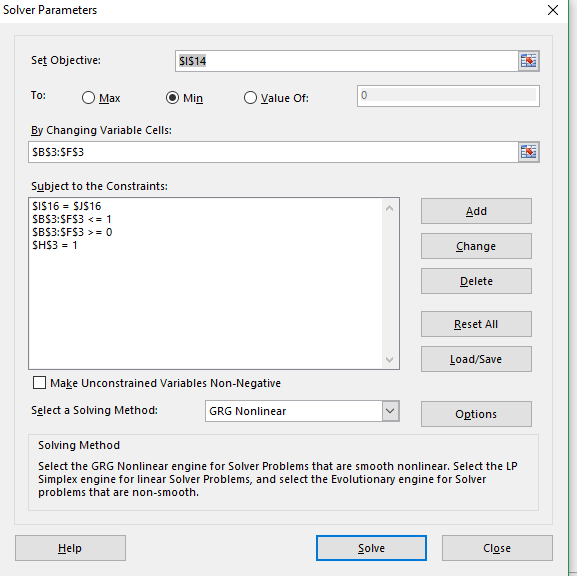 Solver Parameters
Set Objective: $I$14
To: Max Min Value Of: 0
By Changing Variable Cells:
$B$3:$F$3
Subject to the Constraints:
$I$16 = $J$16
$B$3:$F$3 <= 1
$B$3:$F$3 >= 0
$H$3 = 1
Add
Change
Delete
Reset All
Load/Save
Make Unconstrained Variables Non-Negative
Select a Solving Method: GRG Nonlinear Options
Solving Method
Select the GRG Nonlinear engine for Solver Problems that are smooth nonlinear. Select the LP
Simplex engine for linear Solver Problems, and select the Evolutionary engine for Solver
problems that are non-smooth.
Help Solve Close